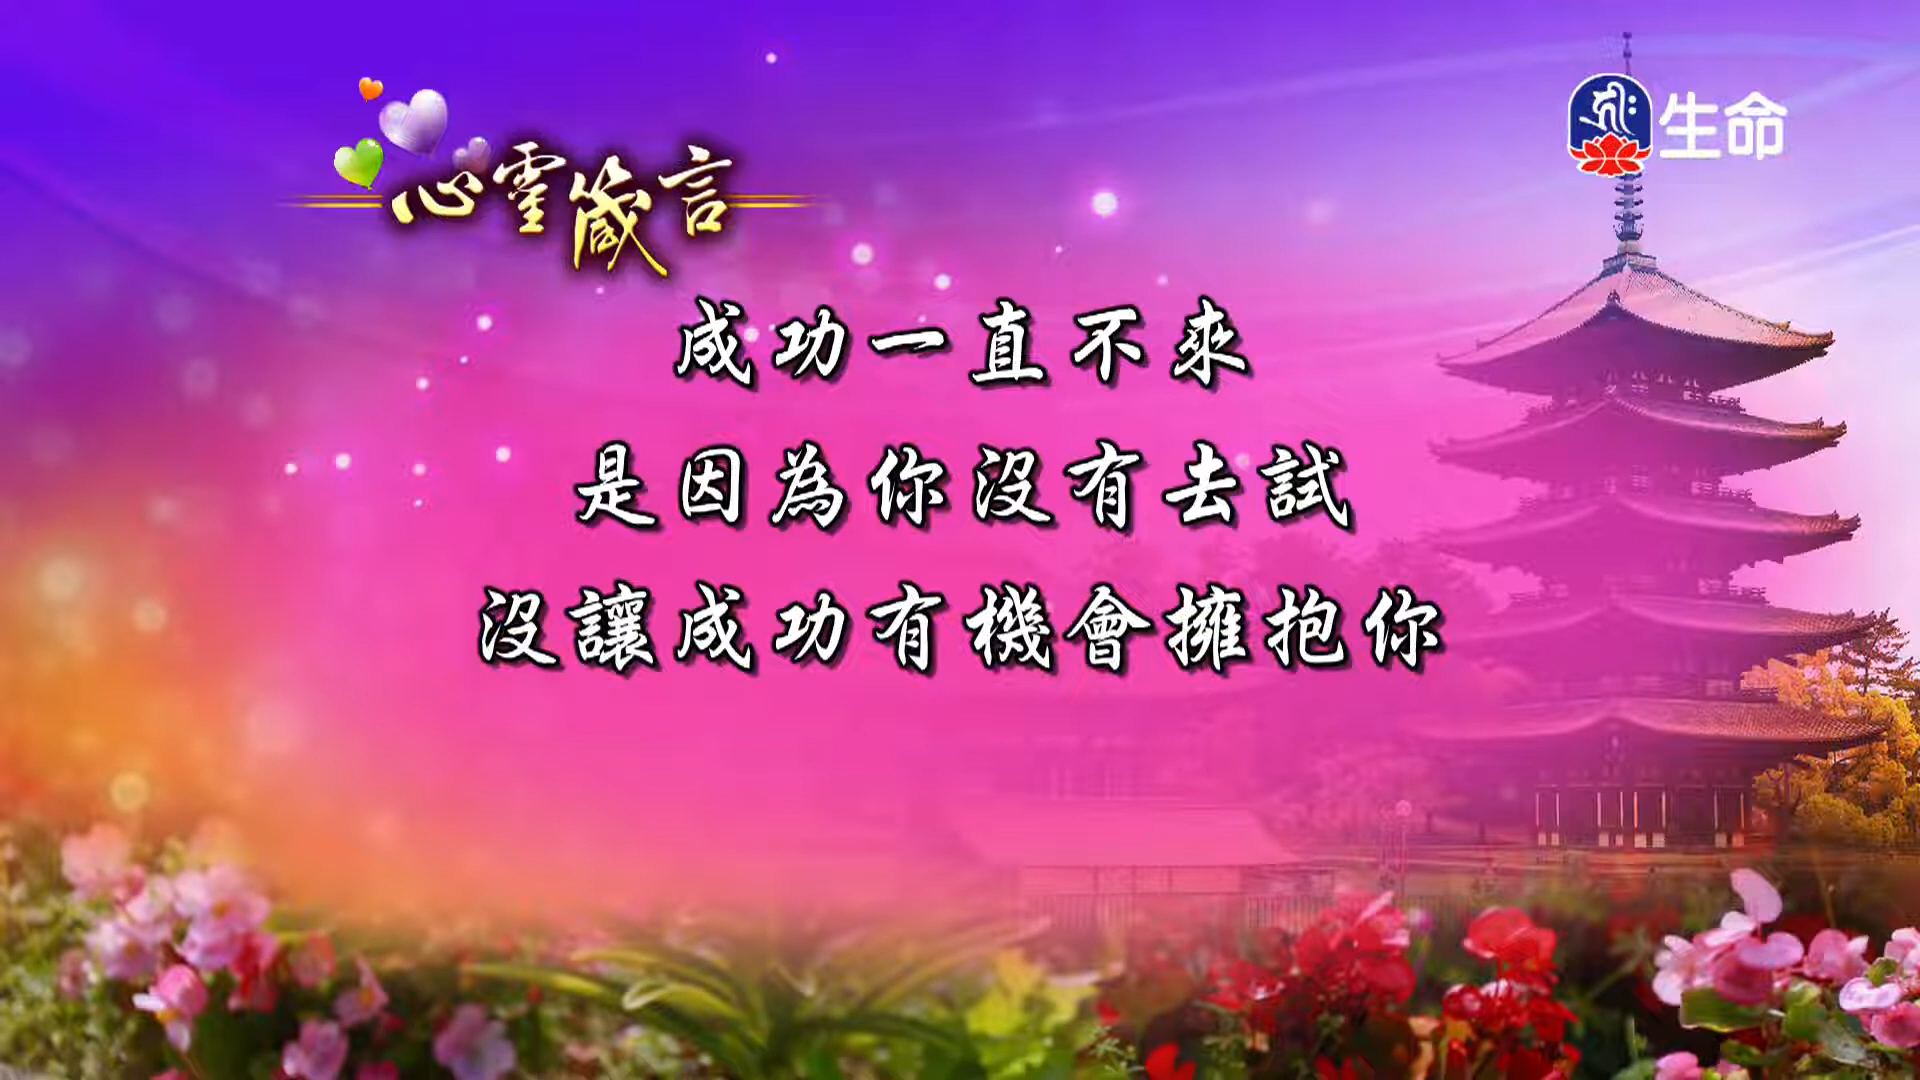 心靈箴言
生命
成功一直不來
是因為你沒有去試
沒讓成功有機會擁抱你